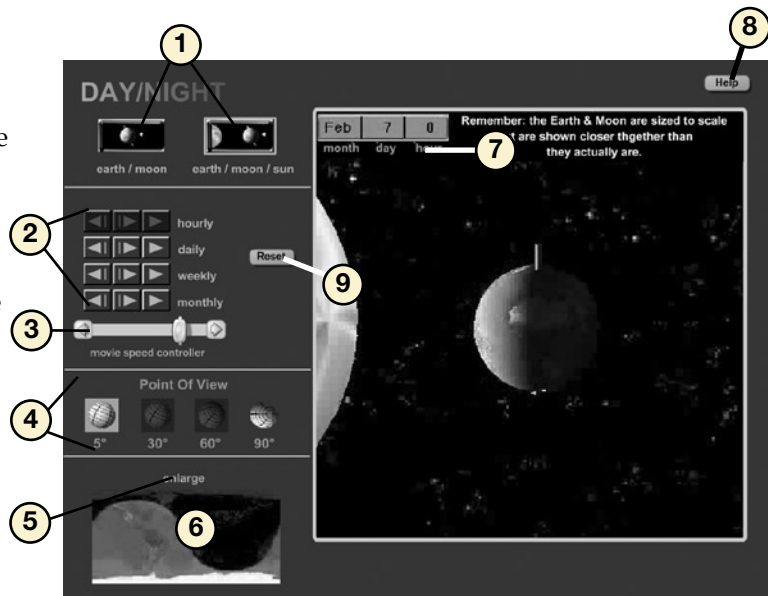 1
8
e
DAY/NIGHT
Help
Feb 7 0
month day hour
Remember: the Earth & Moon are sized to scale
t are shown closer thgether than
they actually are.
7
earth / moon earth / moon / sun
2
hourly
daily
weekly
monthly
Reset
9
e
3
movie speed controller
Point Of View
4
5° 30° 60° 90°
enlarge
5
6